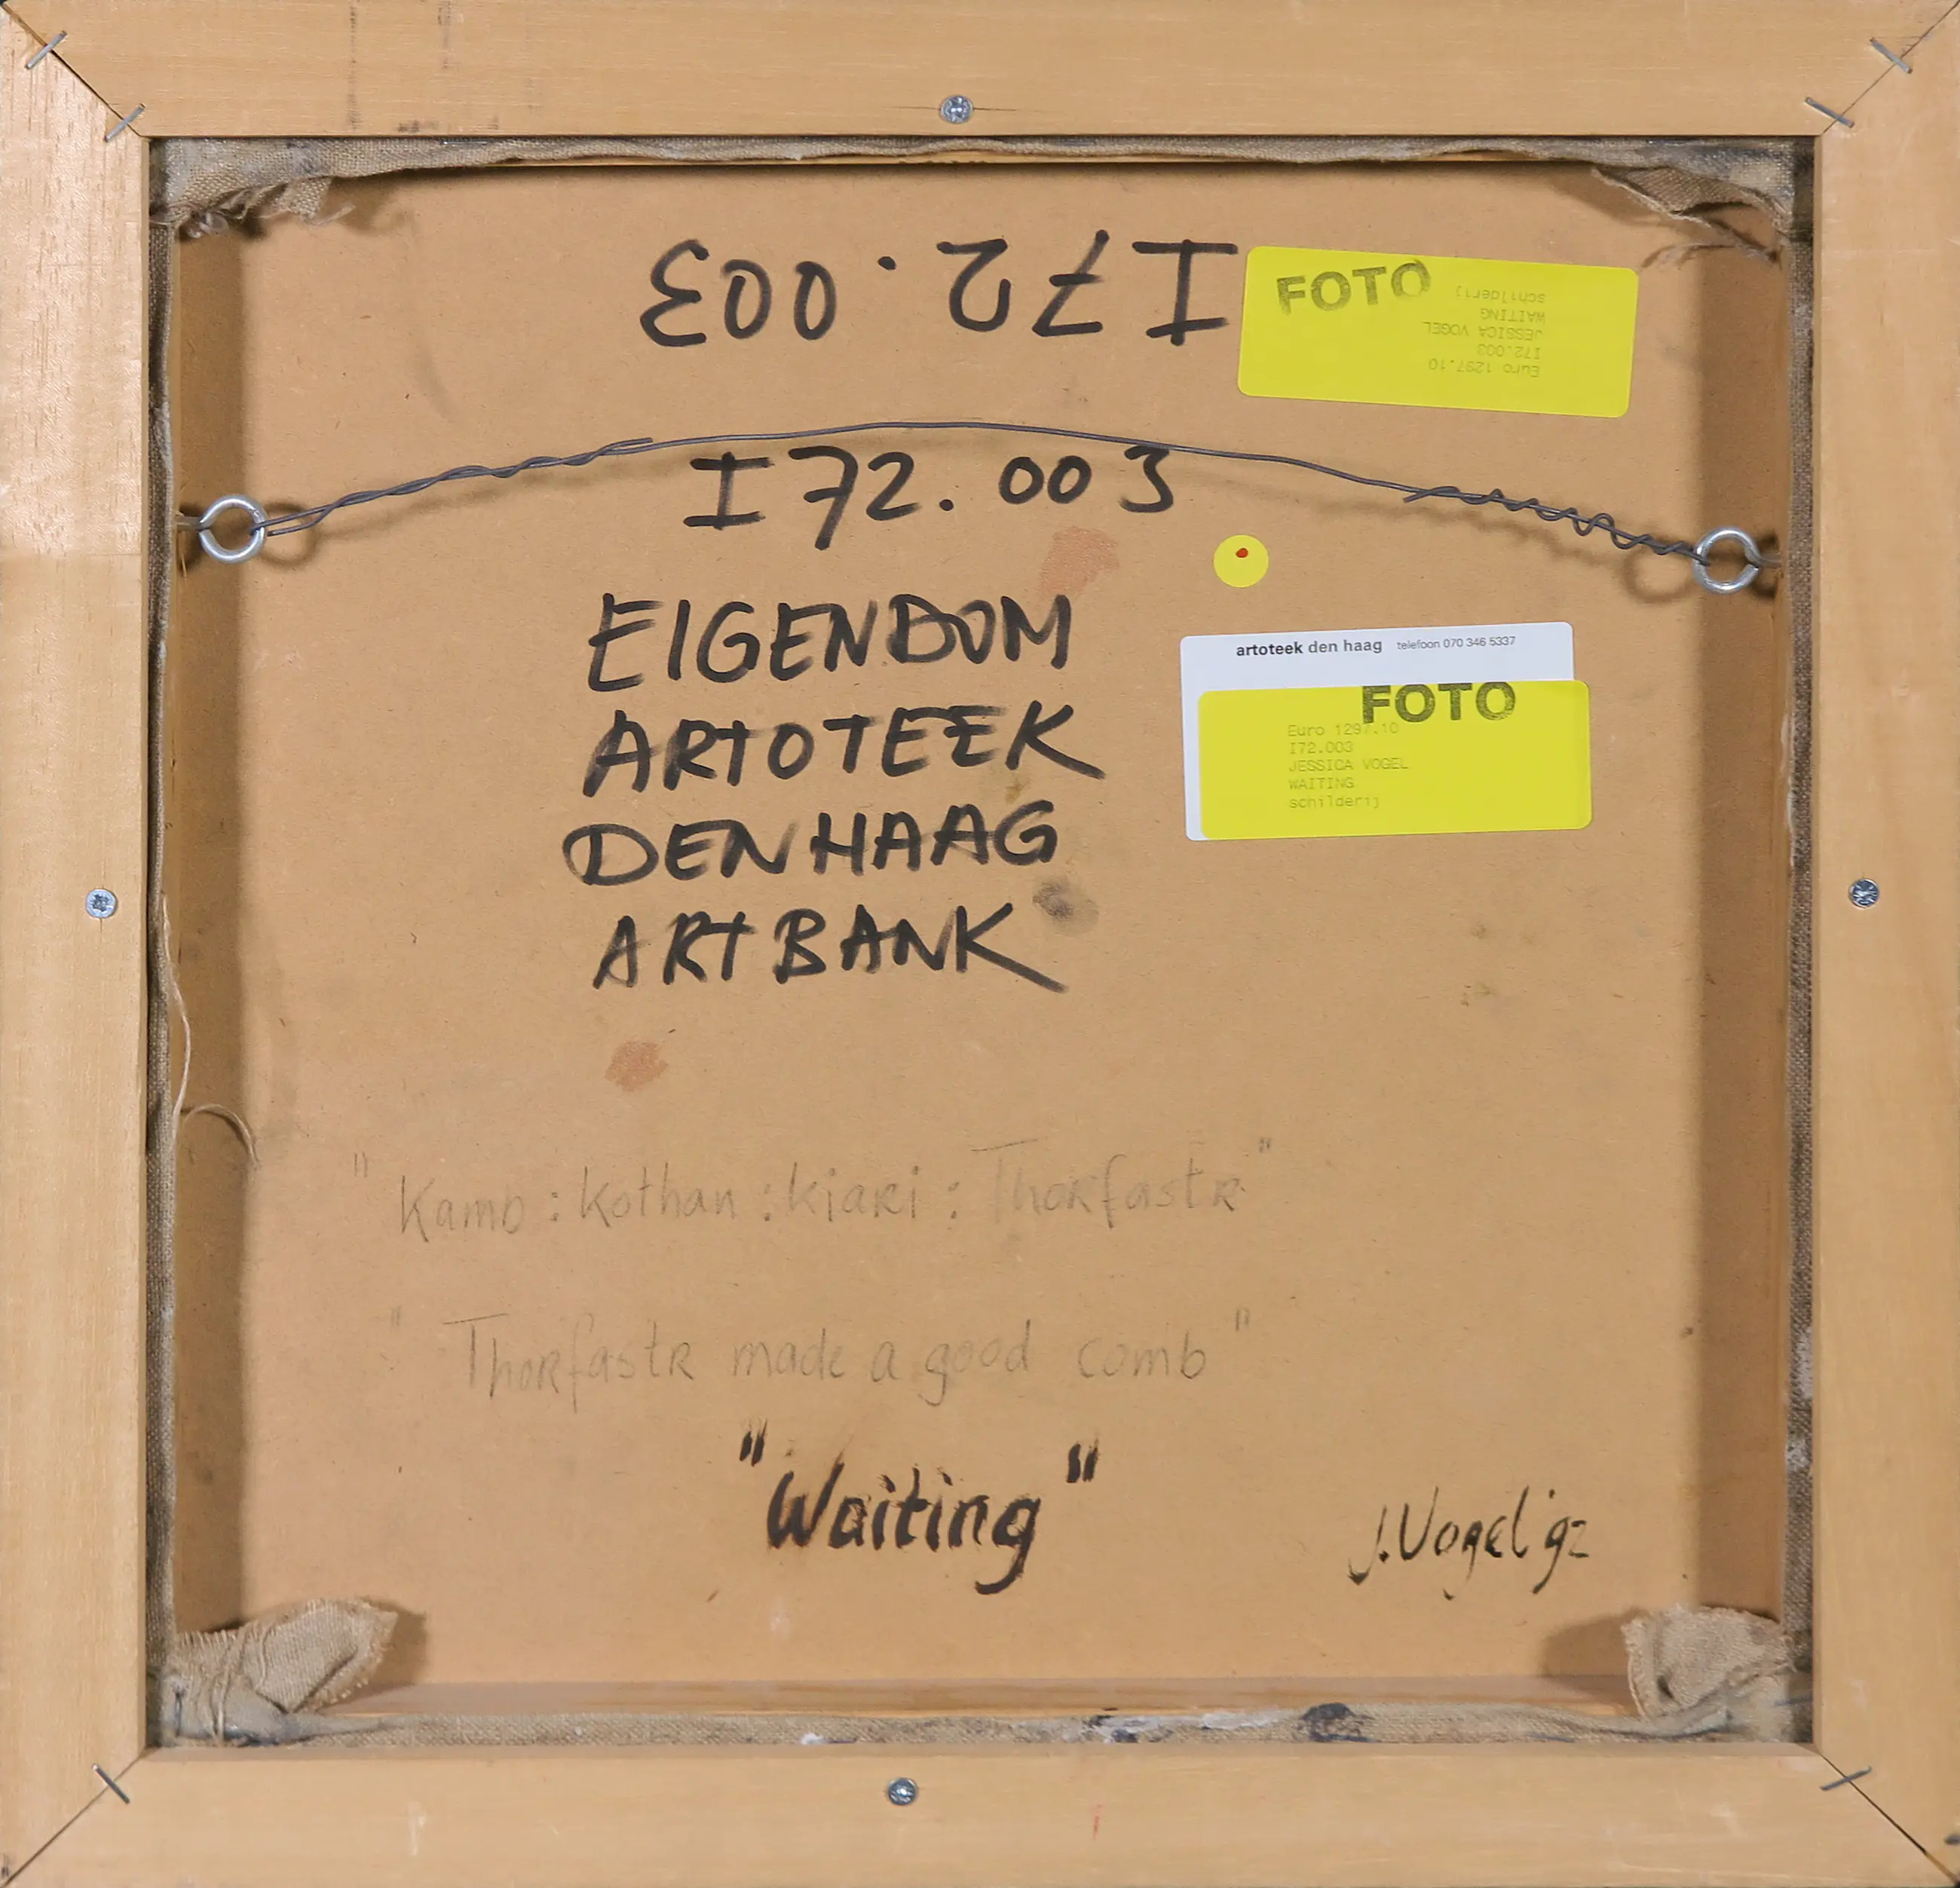 I72.003
FOTO
Euro 1297.10
I72.003
JESSICA VOGEL
WAITING
schilderij
I72.003
EIGENDOM
ARTOTEEK
DEN HAAG
ARTBANK
artoteek den haag telefoon 070 346 5337
FOTO
Euro 1297.10
I72.003
JESSICA VOGEL
WAITING
schilderij
"Kamb : kothan : kiari : Thorfastr"
"Thorfastr made a good comb"
"Waiting"
J. Vogel '92